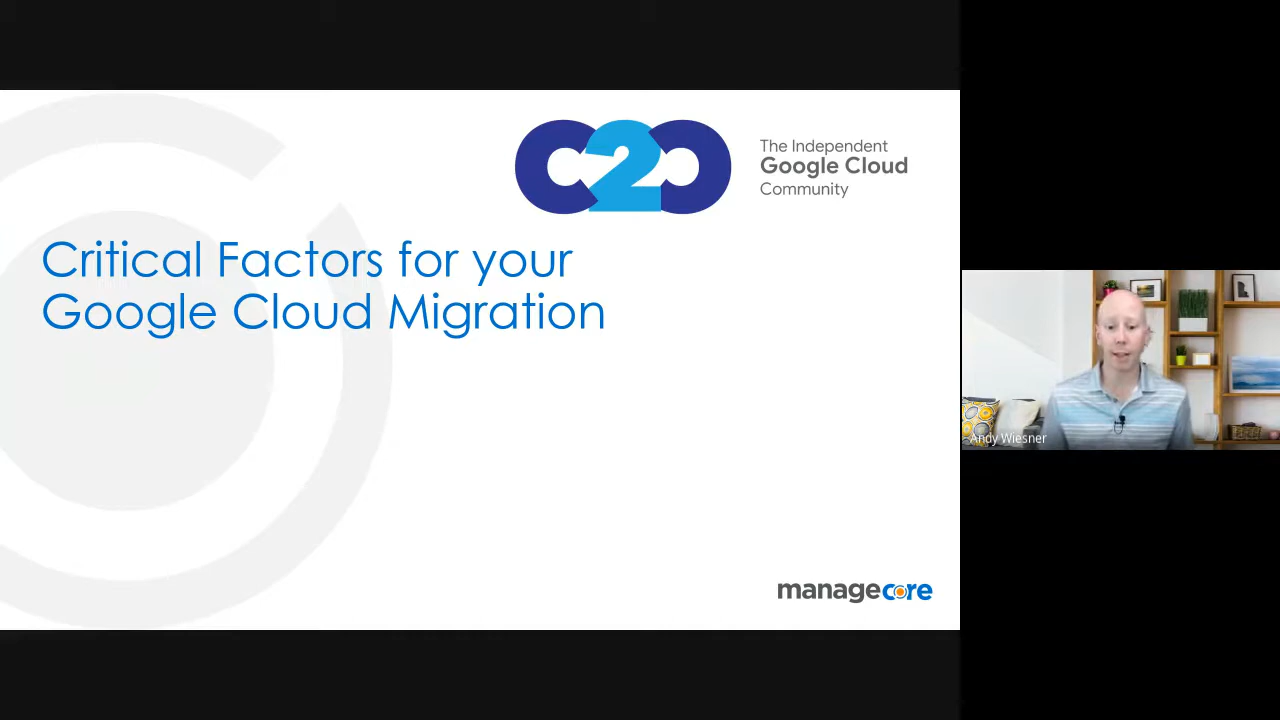 C2C
The Independent
Google Cloud
Community
Critical Factors for your
Google Cloud Migration
Andy Wiesner
managecore